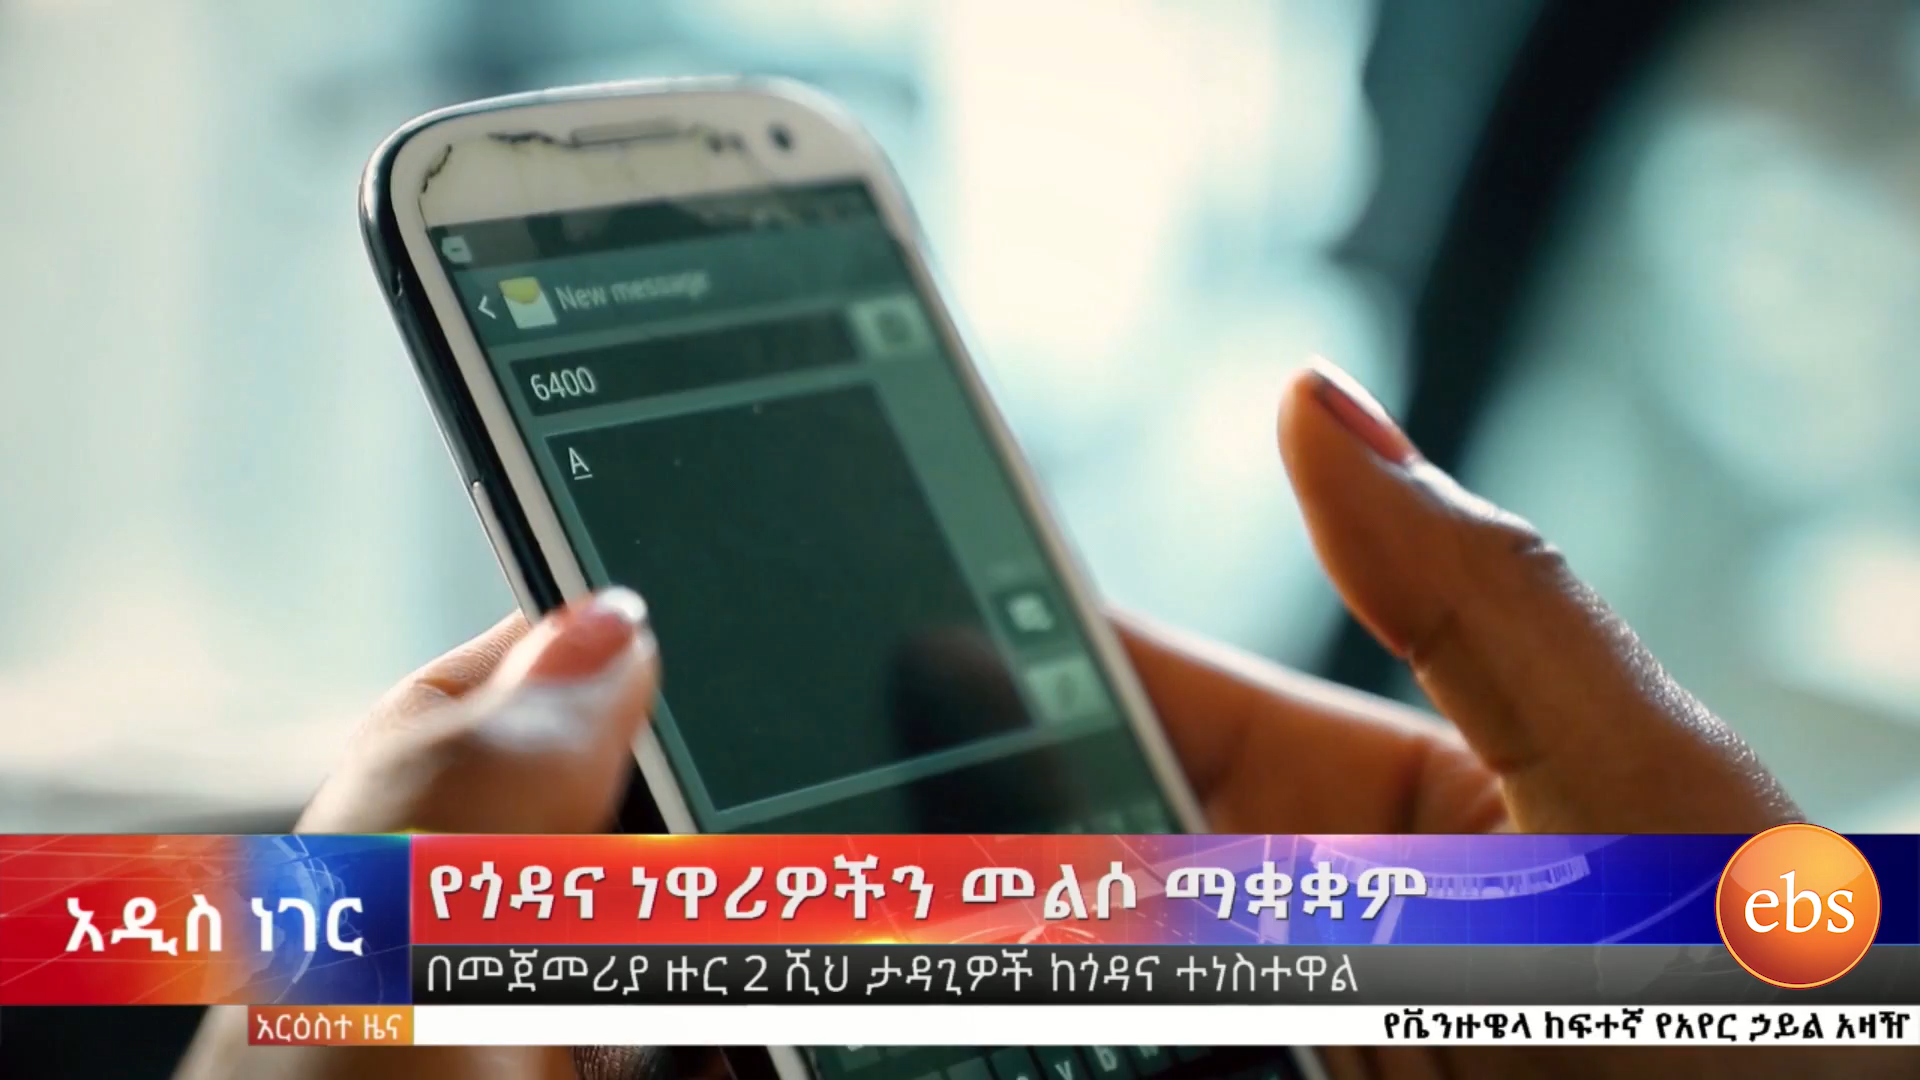 New message
6400
A
የጎዳና ነዋሪዎችን መልሶ ማቋቋም
አዲስ ነገር
ebs
በመጀመሪያ ዙር 2 ሺህ ታዳጊዎች ከጎዳና ተነስተዋል
አርዕስተ ዜና
የቬንዙዌላ ከፍተኛ የአየር ኃይል አዛዥ
v b